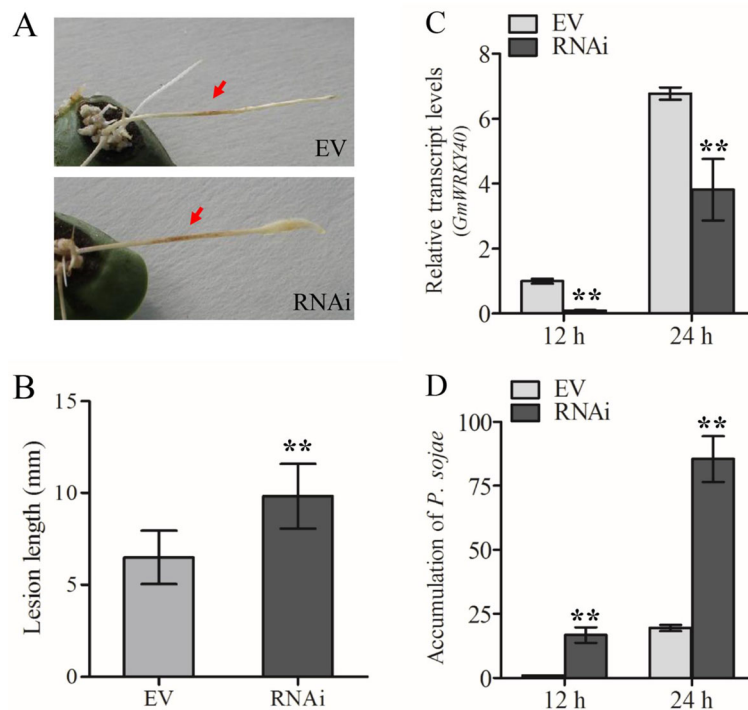 A
EV
RNAi
B
15
10
5
0
Lesion length (mm)
**
EV
RNAi
C
EV
RNAi
8
6
4
2
0
Relative transcript levels
(GmWRKY40)
**
**
12 h
24 h
D
EV
RNAi
100
75
50
25
0
Accumulation of P. sojae
**
**
12 h
24 h